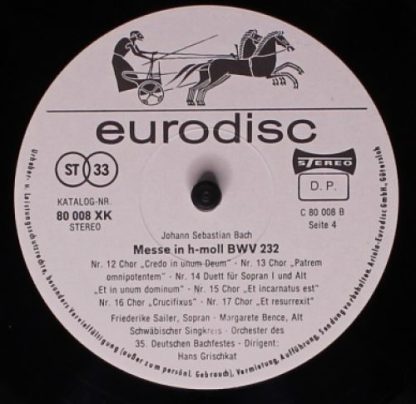 eurodisc
ST 33
STEREO
D. P.
KATALOG-NR.
80 008 XK
STEREO
C 80 008 B
Seite 4
Johann Sebastian Bach
Messe in h-moll BWV 232
Nr. 12 Chor „Credo in unum Deum" · Nr. 13 Chor „Patrem
omnipotentem" · Nr. 14 Duett für Sopran I und Alt
„Et in unum dominum" · Nr. 15 Chor „Et incarnatus est"
Nr. 16 Chor „Crucifixus" · Nr. 17 Chor „Et resurrexit"
Friederike Sailer, Sopran · Margarete Bence, Alt
Schwäbischer Singkreis · Orchester des
35. Deutschen Bachfestes · Dirigent:
Hans Grischkat
Urheber- u. Leistungsschutzrechte, besonders Vervielfältigung (außer zum persönl. Gebrauch), Vermietung, Aufführung, Sendung vorbehalten. Ariola-Eurodisc GmbH., Gütersloh